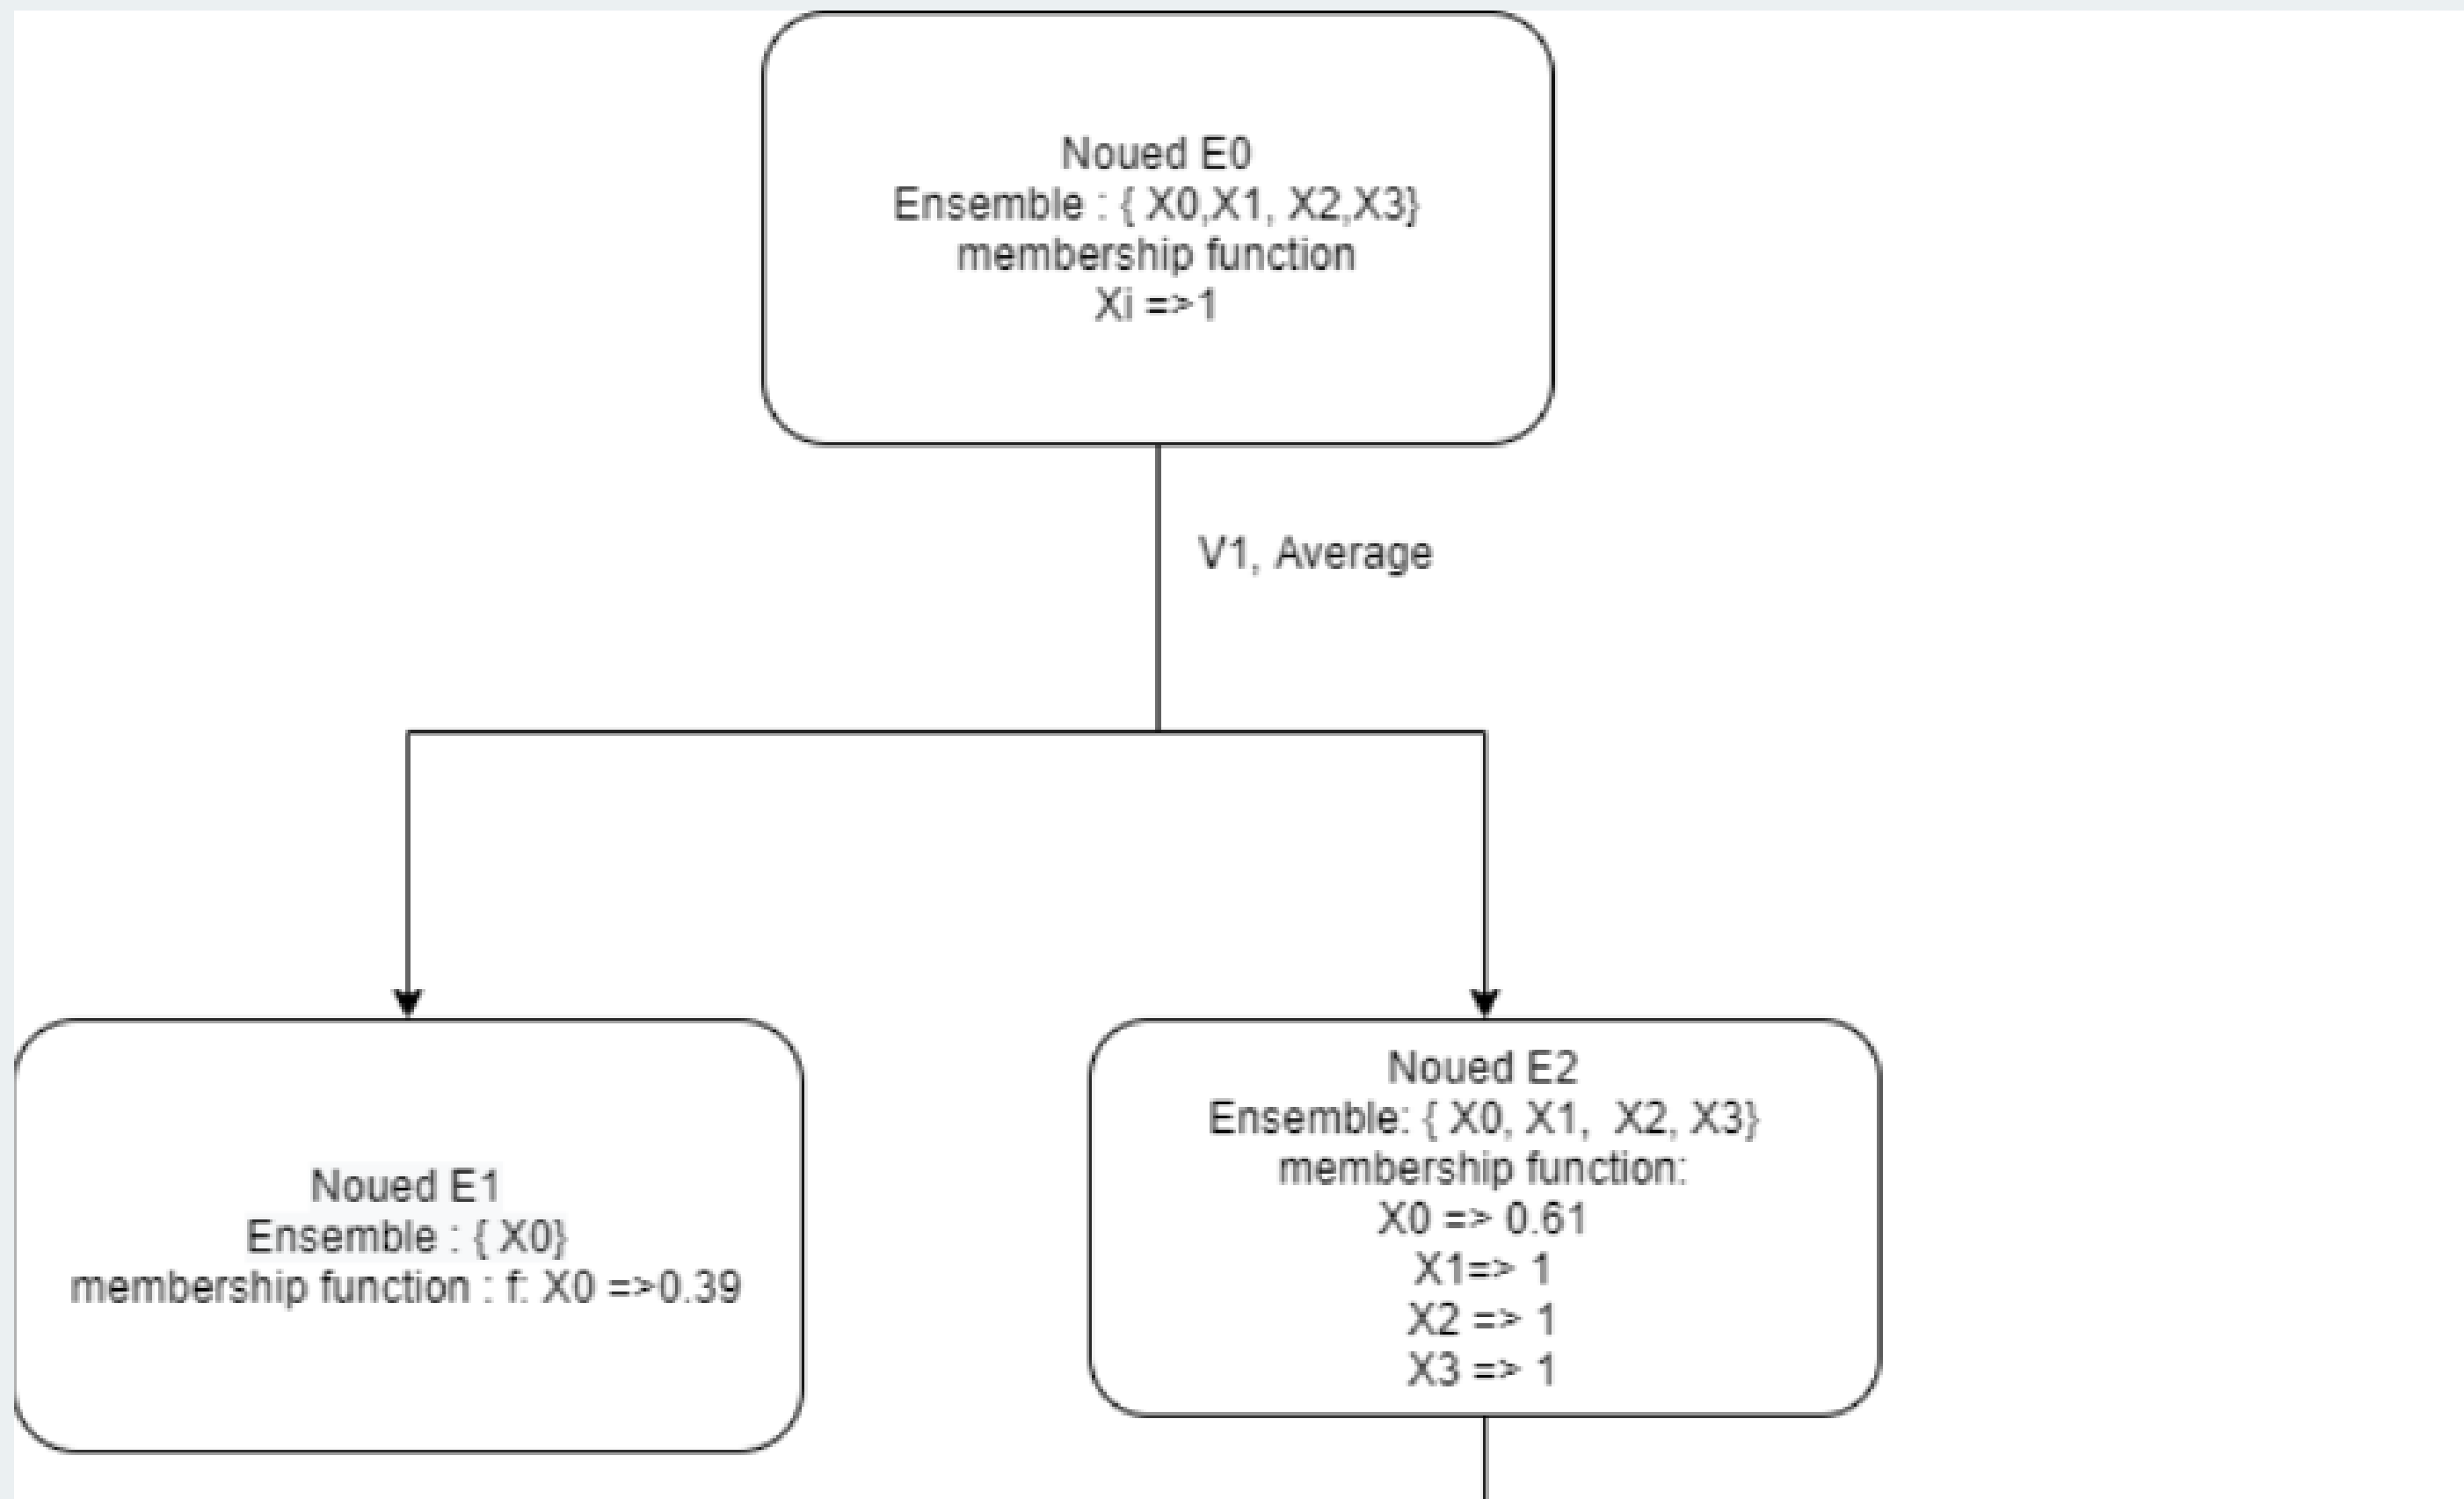 Noued E0
Ensemble : { X0,X1, X2,X3}
membership function
Xi =>1
V1, Average
Noued E1
Ensemble : { X0}
membership function : f: X0 =>0.39
Noued E2
Ensemble: { X0, X1, X2, X3}
membership function:
X0 => 0.61
X1=> 1
X2 => 1
X3 => 1